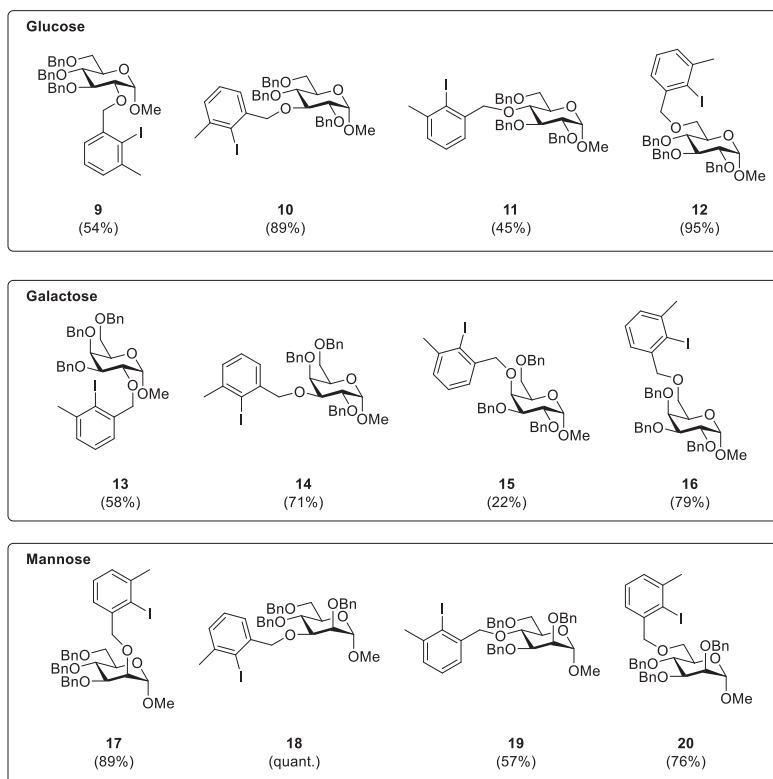 Glucose
BnO
BnO
BnO
O
O
OMe
I
9
(54%)
I
O
BnO
BnO
O
BnO
OMe
10
(89%)
I
BnO
O
O
BnO
BnO
OMe
11
(45%)
I
O
BnO
BnO
O
BnO
OMe
12
(95%)
Galactose
BnO
OBn
BnO
O
O
OMe
I
13
(58%)
I
O
BnO
OBn
O
BnO
OMe
14
(71%)
I
O
OBn
O
BnO
BnO
OMe
15
(22%)
I
BnO
O
O
BnO
BnO
OMe
16
(79%)
Mannose
I
BnO
O
BnO
BnO
O
OMe
17
(89%)
I
O
BnO
BnO
OBn
O
OMe
18
(quant.)
I
BnO
O
BnO
OBn
O
OMe
19
(57%)
I
O
BnO
BnO
OBn
O
OMe
20
(76%)